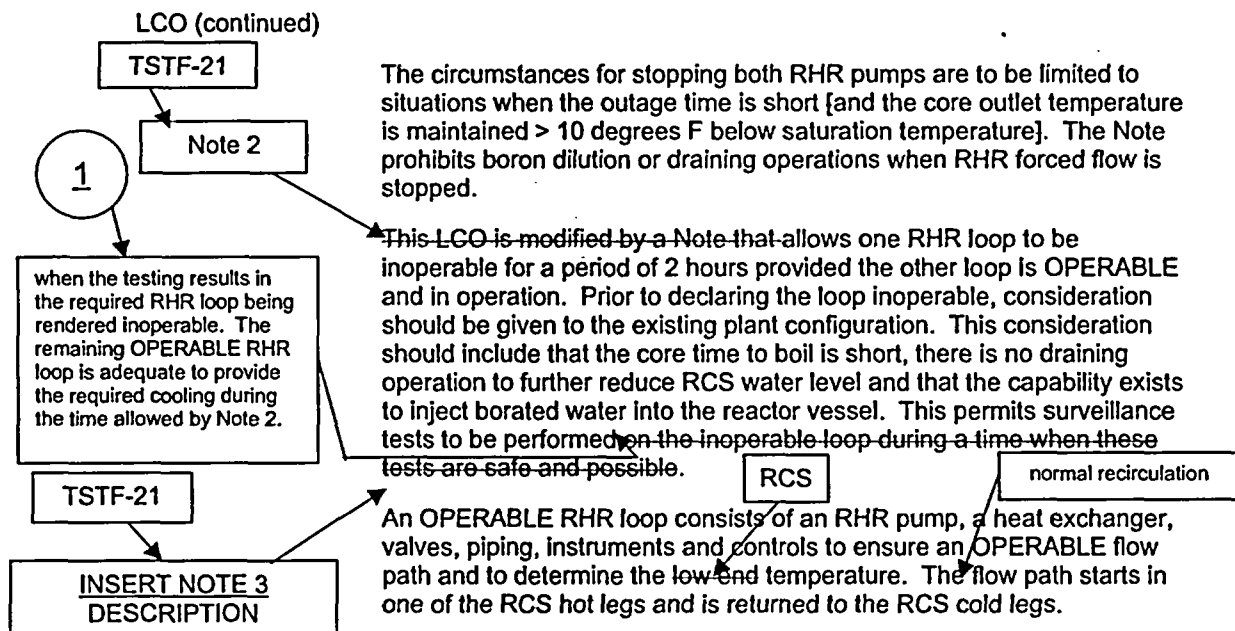 LCO (continued)
TSTF-21
Note 2
1
when the testing results in
the required RHR loop being
rendered inoperable. The
remaining OPERABLE RHR
loop is adequate to provide
the required cooling during
the time allowed by Note 2.
TSTF-21
INSERT NOTE 3
DESCRIPTION
The circumstances for stopping both RHR pumps are to be limited to
situations when the outage time is short [and the core outlet temperature
is maintained > 10 degrees F below saturation temperature]. The Note
prohibits boron dilution or draining operations when RHR forced flow is
stopped.
This LCO is modified by a Note that allows one RHR loop to be
inoperable for a period of 2 hours provided the other loop is OPERABLE
and in operation. Prior to declaring the loop inoperable, consideration
should be given to the existing plant configuration. This consideration
should include that the core time to boil is short, there is no draining
operation to further reduce RCS water level and that the capability exists
to inject borated water into the reactor vessel. This permits surveillance
tests to be performed on the inoperable loop during a time when these
tests are safe and possible.
RCS
normal recirculation
An OPERABLE RHR loop consists of an RHR pump, a heat exchanger,
valves, piping, instruments and controls to ensure an OPERABLE flow
path and to determine the low end temperature. The flow path starts in
one of the RCS hot legs and is returned to the RCS cold legs.